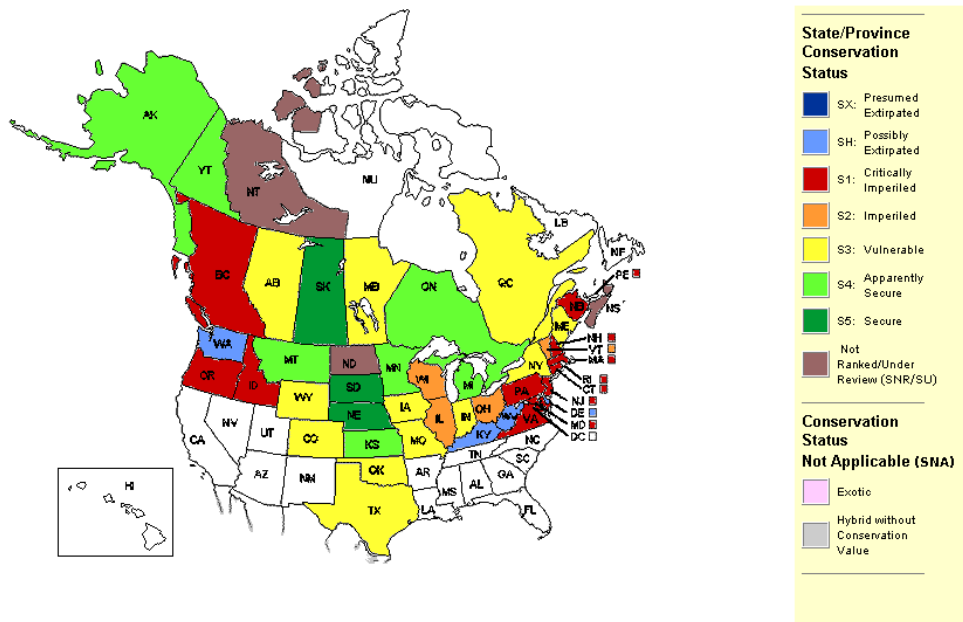 AK
YT
NT
NU
BC
AB
SK
MB
ON
QC
LB
NF
PE
NB
NS
ME
NH
VT
MA
NY
RI
CT
NJ
DE
MD
DC
WA
OR
ID
MT
ND
MN
WI
MI
SD
WY
NE
IA
IL
IN
OH
PA
WV
VA
KY
CA
NV
UT
CO
KS
MO
TN
NC
SC
AZ
NM
OK
AR
MS
AL
GA
TX
LA
FL
HI
State/Province
Conservation
Status
SX: Presumed
Extirpated
SH: Possibly
Extirpated
S1: Critically
Imperiled
S2: Imperiled
S3: Vulnerable
S4: Apparently
Secure
S5: Secure
Not
Ranked/Under
Review (SNR/SU)
Conservation
Status
Not Applicable (SNA)
Exotic
Hybrid without
Conservation
Value